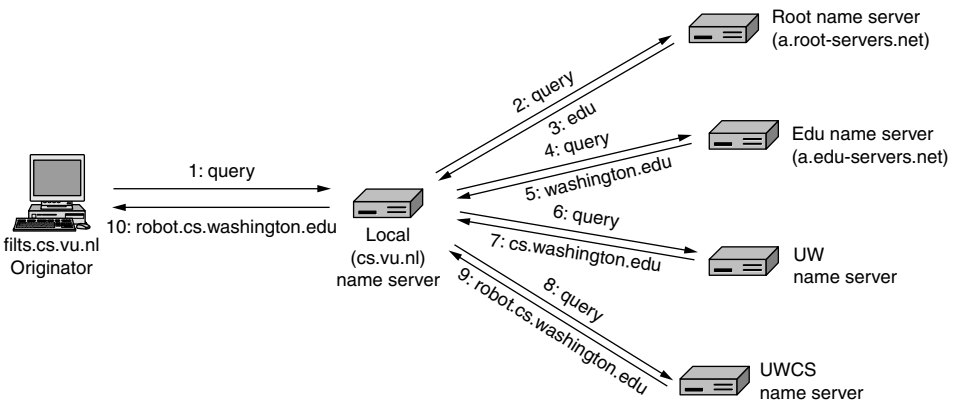 Root name server
(a.root-servers.net)
2: query
3: edu
4: query
5: washington.edu
Edu name server
(a.edu-servers.net)
1: query
10: robot.cs.washington.edu
filts.cs.vu.nl
Originator
Local
(cs.vu.nl)
name server
6: query
7: cs.washington.edu
UW
name server
8: query
9: robot.cs.washington.edu
UWCS
name server